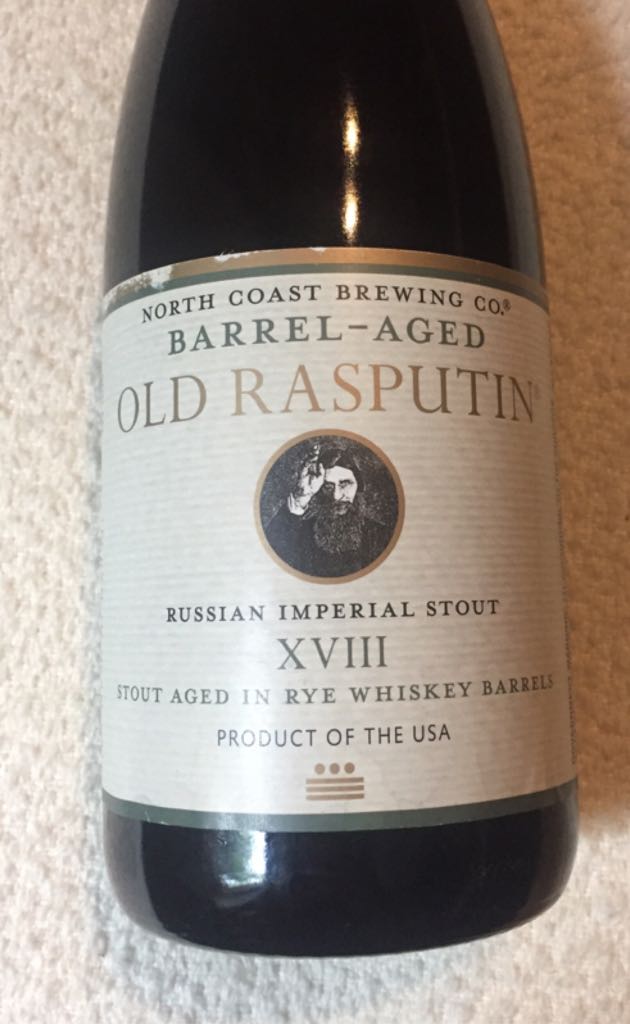 NORTH COAST BREWING CO.®
BARREL-AGED
OLD RASPUTIN®
RUSSIAN IMPERIAL STOUT
XVIII
STOUT AGED IN RYE WHISKEY BARRELS
PRODUCT OF THE USA